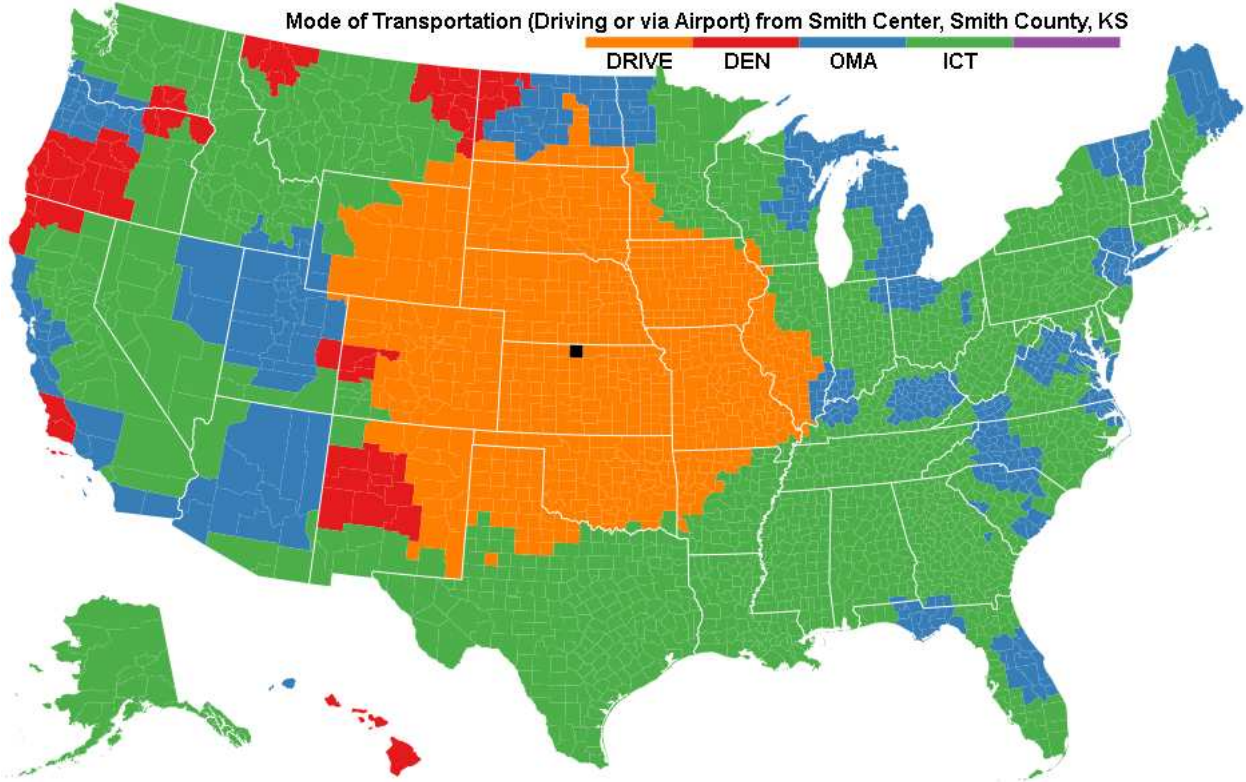 Mode of Transportation (Driving or via Airport) from Smith Center, Smith County, KS
DRIVE DEN OMA ICT